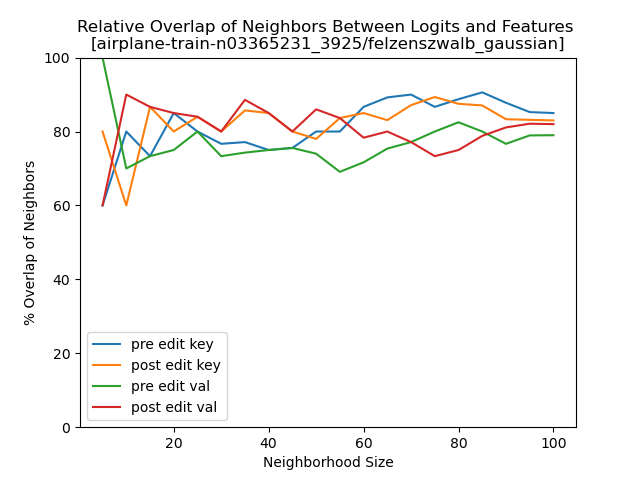 Relative Overlap of Neighbors Between Logits and Features
[airplane-train-n03365231_3925/felzenszwalb_gaussian]
100
80
60
40
20
0
% Overlap of Neighbors
pre edit key
post edit key
pre edit val
post edit val
20 40 60 80 100
Neighborhood Size